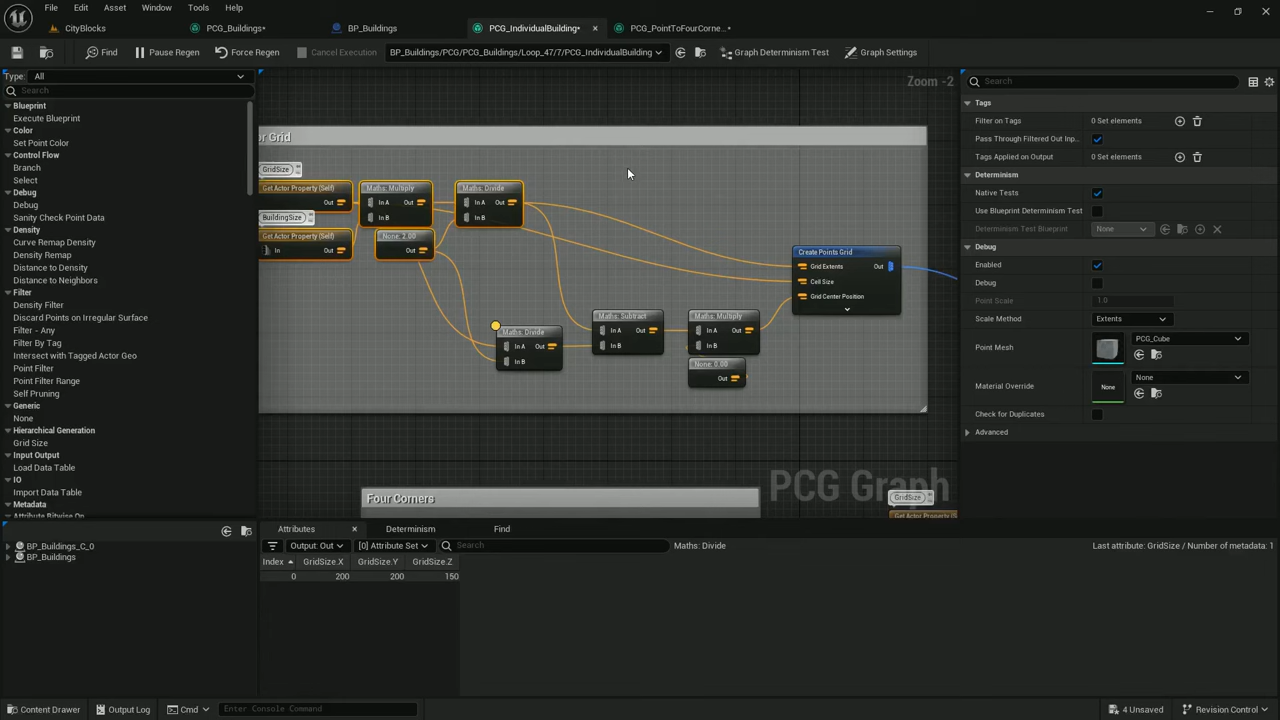 File Edit Asset View Window Tools Help
CityBlocks PCG_Buildings* BP_Buildings PCG_IndividualBuilding* PCG_PointToFourCorne...*
Find Pause Regen Force Regen Cancel Execution BP_Buildings/PCG/PCG_Buildings/Loop_47/7/PCG_IndividualBuilding Graph Determinism Test Graph Settings
Type: All
Search
Blueprint
Execute Blueprint
Color
Set Point Color
Control Flow
Branch
Select
Debug
Debug
Sanity Check Point Data
Density
Curve Remap Density
Density Remap
Distance to Density
Distance to Neighbors
Filter
Density Filter
Discard Points on Irregular Surface
Filter - Any
Filter By Tag
Intersect with Tagged Actor Geo
Point Filter
Point Filter Range
Self Pruning
Generic
None
Hierarchical Generation
Grid Size
Input Output
Load Data Table
IO
Import Data Table
Metadata
Attribute Bitwise On
Zoom -2
or Grid
GridSize
Get Actor Property (Self)
Out
BuildingSize
Get Actor Property (Self)
In Out
Maths: Multiply
In A Out
In B
None: 2.00
Out
Maths: Divide
In A Out
In B
Maths: Divide
In A Out
In B
Maths: Subtract
In A Out
In B
Maths: Multiply
In A Out
In B
None: 0.00
Out
Create Points Grid
Grid Extents Out
Cell Size
Grid Center Position
PCG Graph
Four Corners
GridSize
Get Actor Property (S
Search
Tags
Filter on Tags 0 Set elements
Pass Through Filtered Out Inp...
Tags Applied on Output 0 Set elements
Determinism
Native Tests
Use Blueprint Determinism Test
Determinism Test Blueprint None
Debug
Enabled
Debug
Point Scale 1.0
Scale Method Extents
Point Mesh PCG_Cube
Material Override None None
Check for Duplicates
Advanced
BP_Buildings_C_0
BP_Buildings
Attributes Determinism Find
Output: Out [0] Attribute Set Search Maths: Divide Last attribute: GridSize / Number of metadata: 1
Index GridSize.X GridSize.Y GridSize.Z
0 200 200 150
Content Drawer Output Log Cmd Enter Console Command 4 Unsaved Revision Control